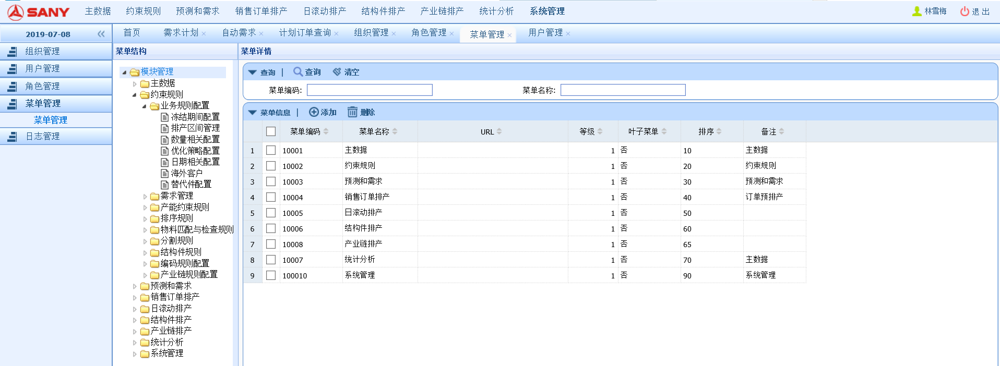 SANY 主数据 约束规则 预测和需求 销售订单排产 日滚动排产 结构件排产 产业链排产 统计分析 系统管理 林雪梅 退 出
2019-07-08 首页 需求计划 自动需求 计划订单查询 组织管理 角色管理 菜单管理 用户管理
组织管理
用户管理
角色管理
菜单管理
菜单管理
日志管理
菜单结构
模块管理
主数据
约束规则
业务规则配置
冻结期间配置
排产区间管理
数量相关配置
优化策略配置
日期相关配置
海外客户
替代件配置
需求管理
产能约束规则
排序规则
物料匹配与检查规则
分割规则
结构件规则
编码规则配置
产业链规则配置
预测和需求
销售订单排产
日滚动排产
结构件排产
产业链排产
统计分析
系统管理
菜单详情
查询 | 查询 清空
菜单编码: 菜单名称:
菜单信息 | 添加 删除
菜单编码 菜单名称 URL 等级 叶子菜单 排序 备注
1 10001 主数据 1 否 10 主数据
2 10002 约束规则 1 否 20 约束规则
3 10003 预测和需求 1 否 30 预测和需求
4 10004 销售订单排产 1 否 40 订单预排产
5 10005 日滚动排产 1 否 50
6 10006 结构件排产 1 否 60
7 10008 产业链排产 1 否 65
8 10007 统计分析 1 否 70 主数据
9 100010 系统管理 1 否 90 系统管理